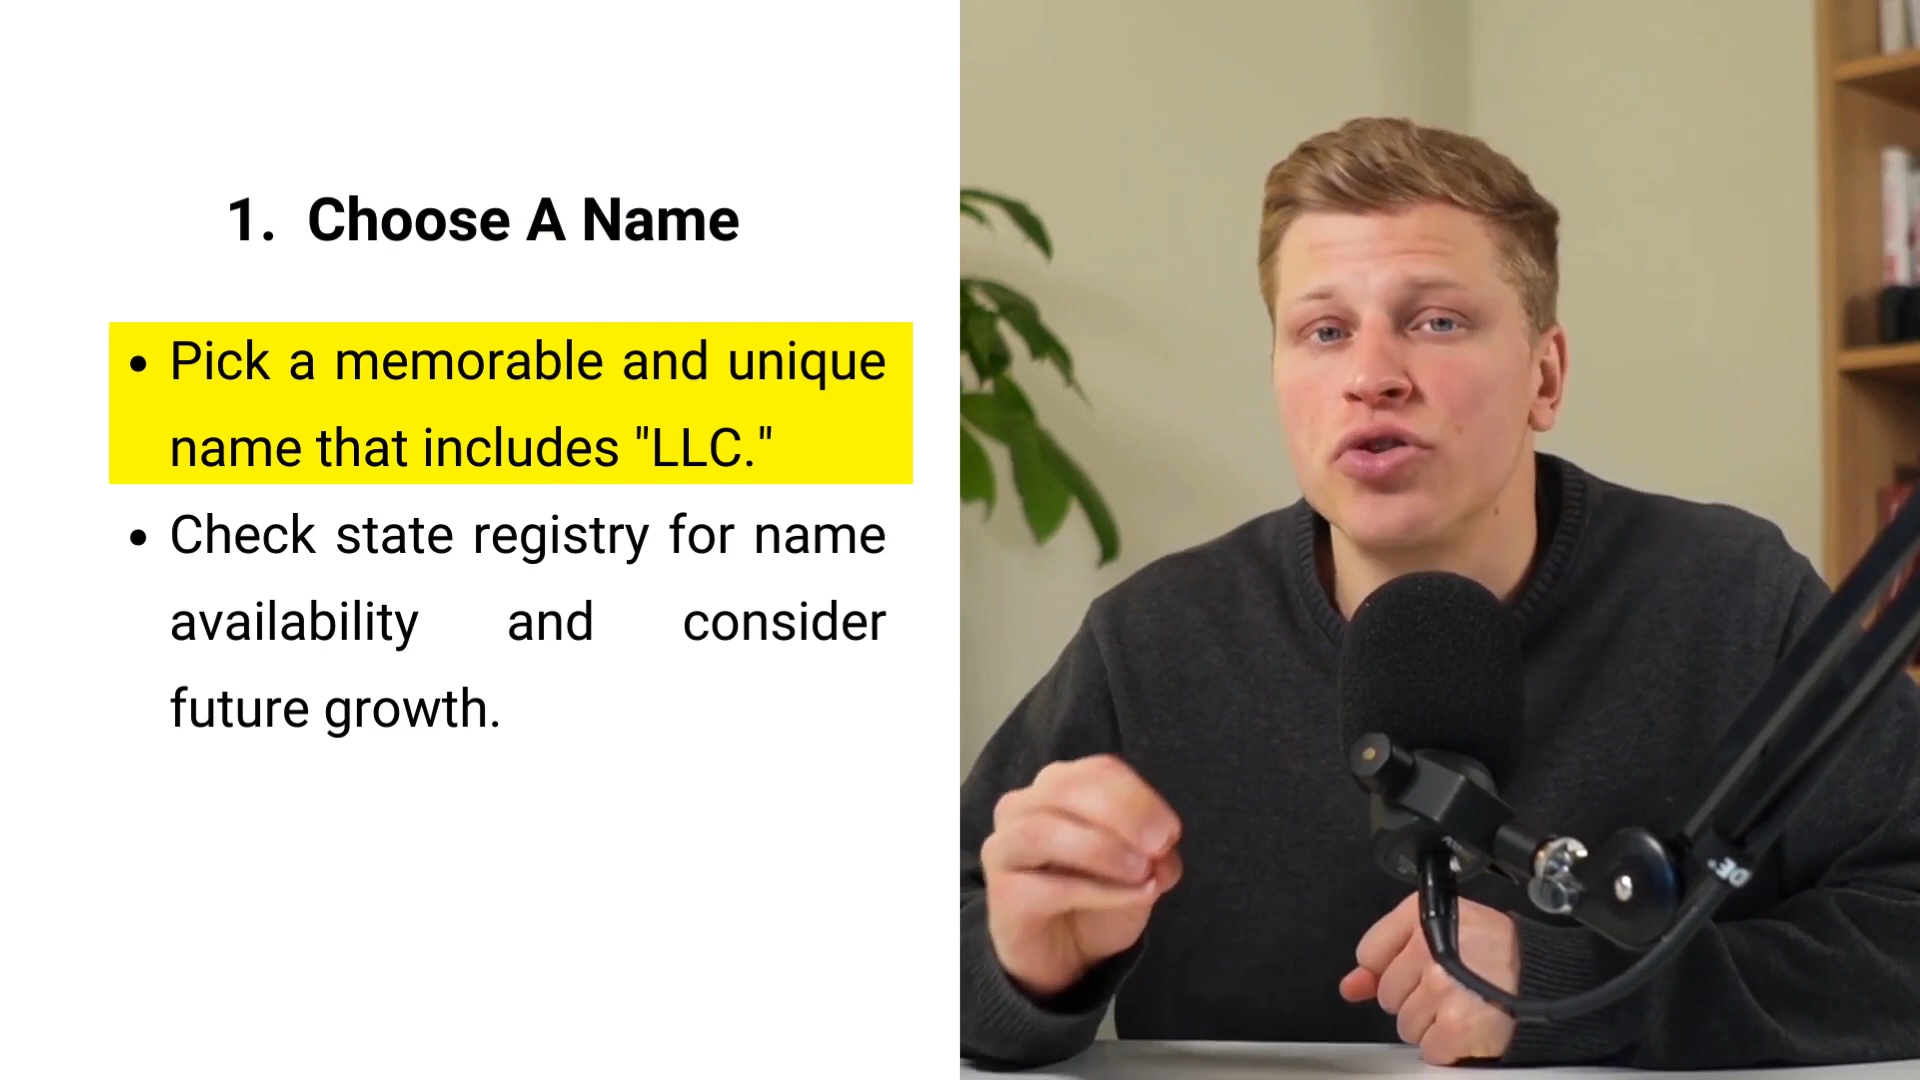 1. Choose A Name
• Pick a memorable and unique
name that includes "LLC."
• Check state registry for name
availability and consider
future growth.